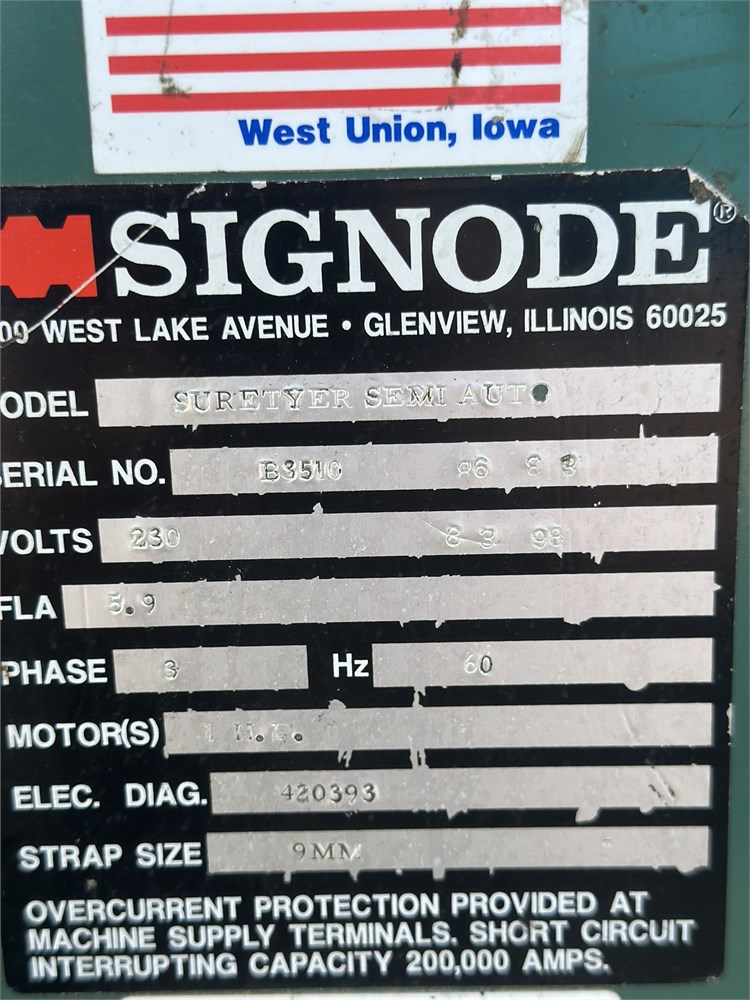 West Union, Iowa
SIGNODE®
00 WEST LAKE AVENUE • GLENVIEW, ILLINOIS 60025
ODEL SURETYER SEMI AUTO
SERIAL NO. B3510 96 8 3
VOLTS 230 8 3 98
FLA 5.9
PHASE 3 Hz 60
MOTOR(S) 1 H.P.
ELEC. DIAG. 420393
STRAP SIZE 9MM
OVERCURRENT PROTECTION PROVIDED AT
MACHINE SUPPLY TERMINALS. SHORT CIRCUIT
INTERRUPTING CAPACITY 200,000 AMPS.